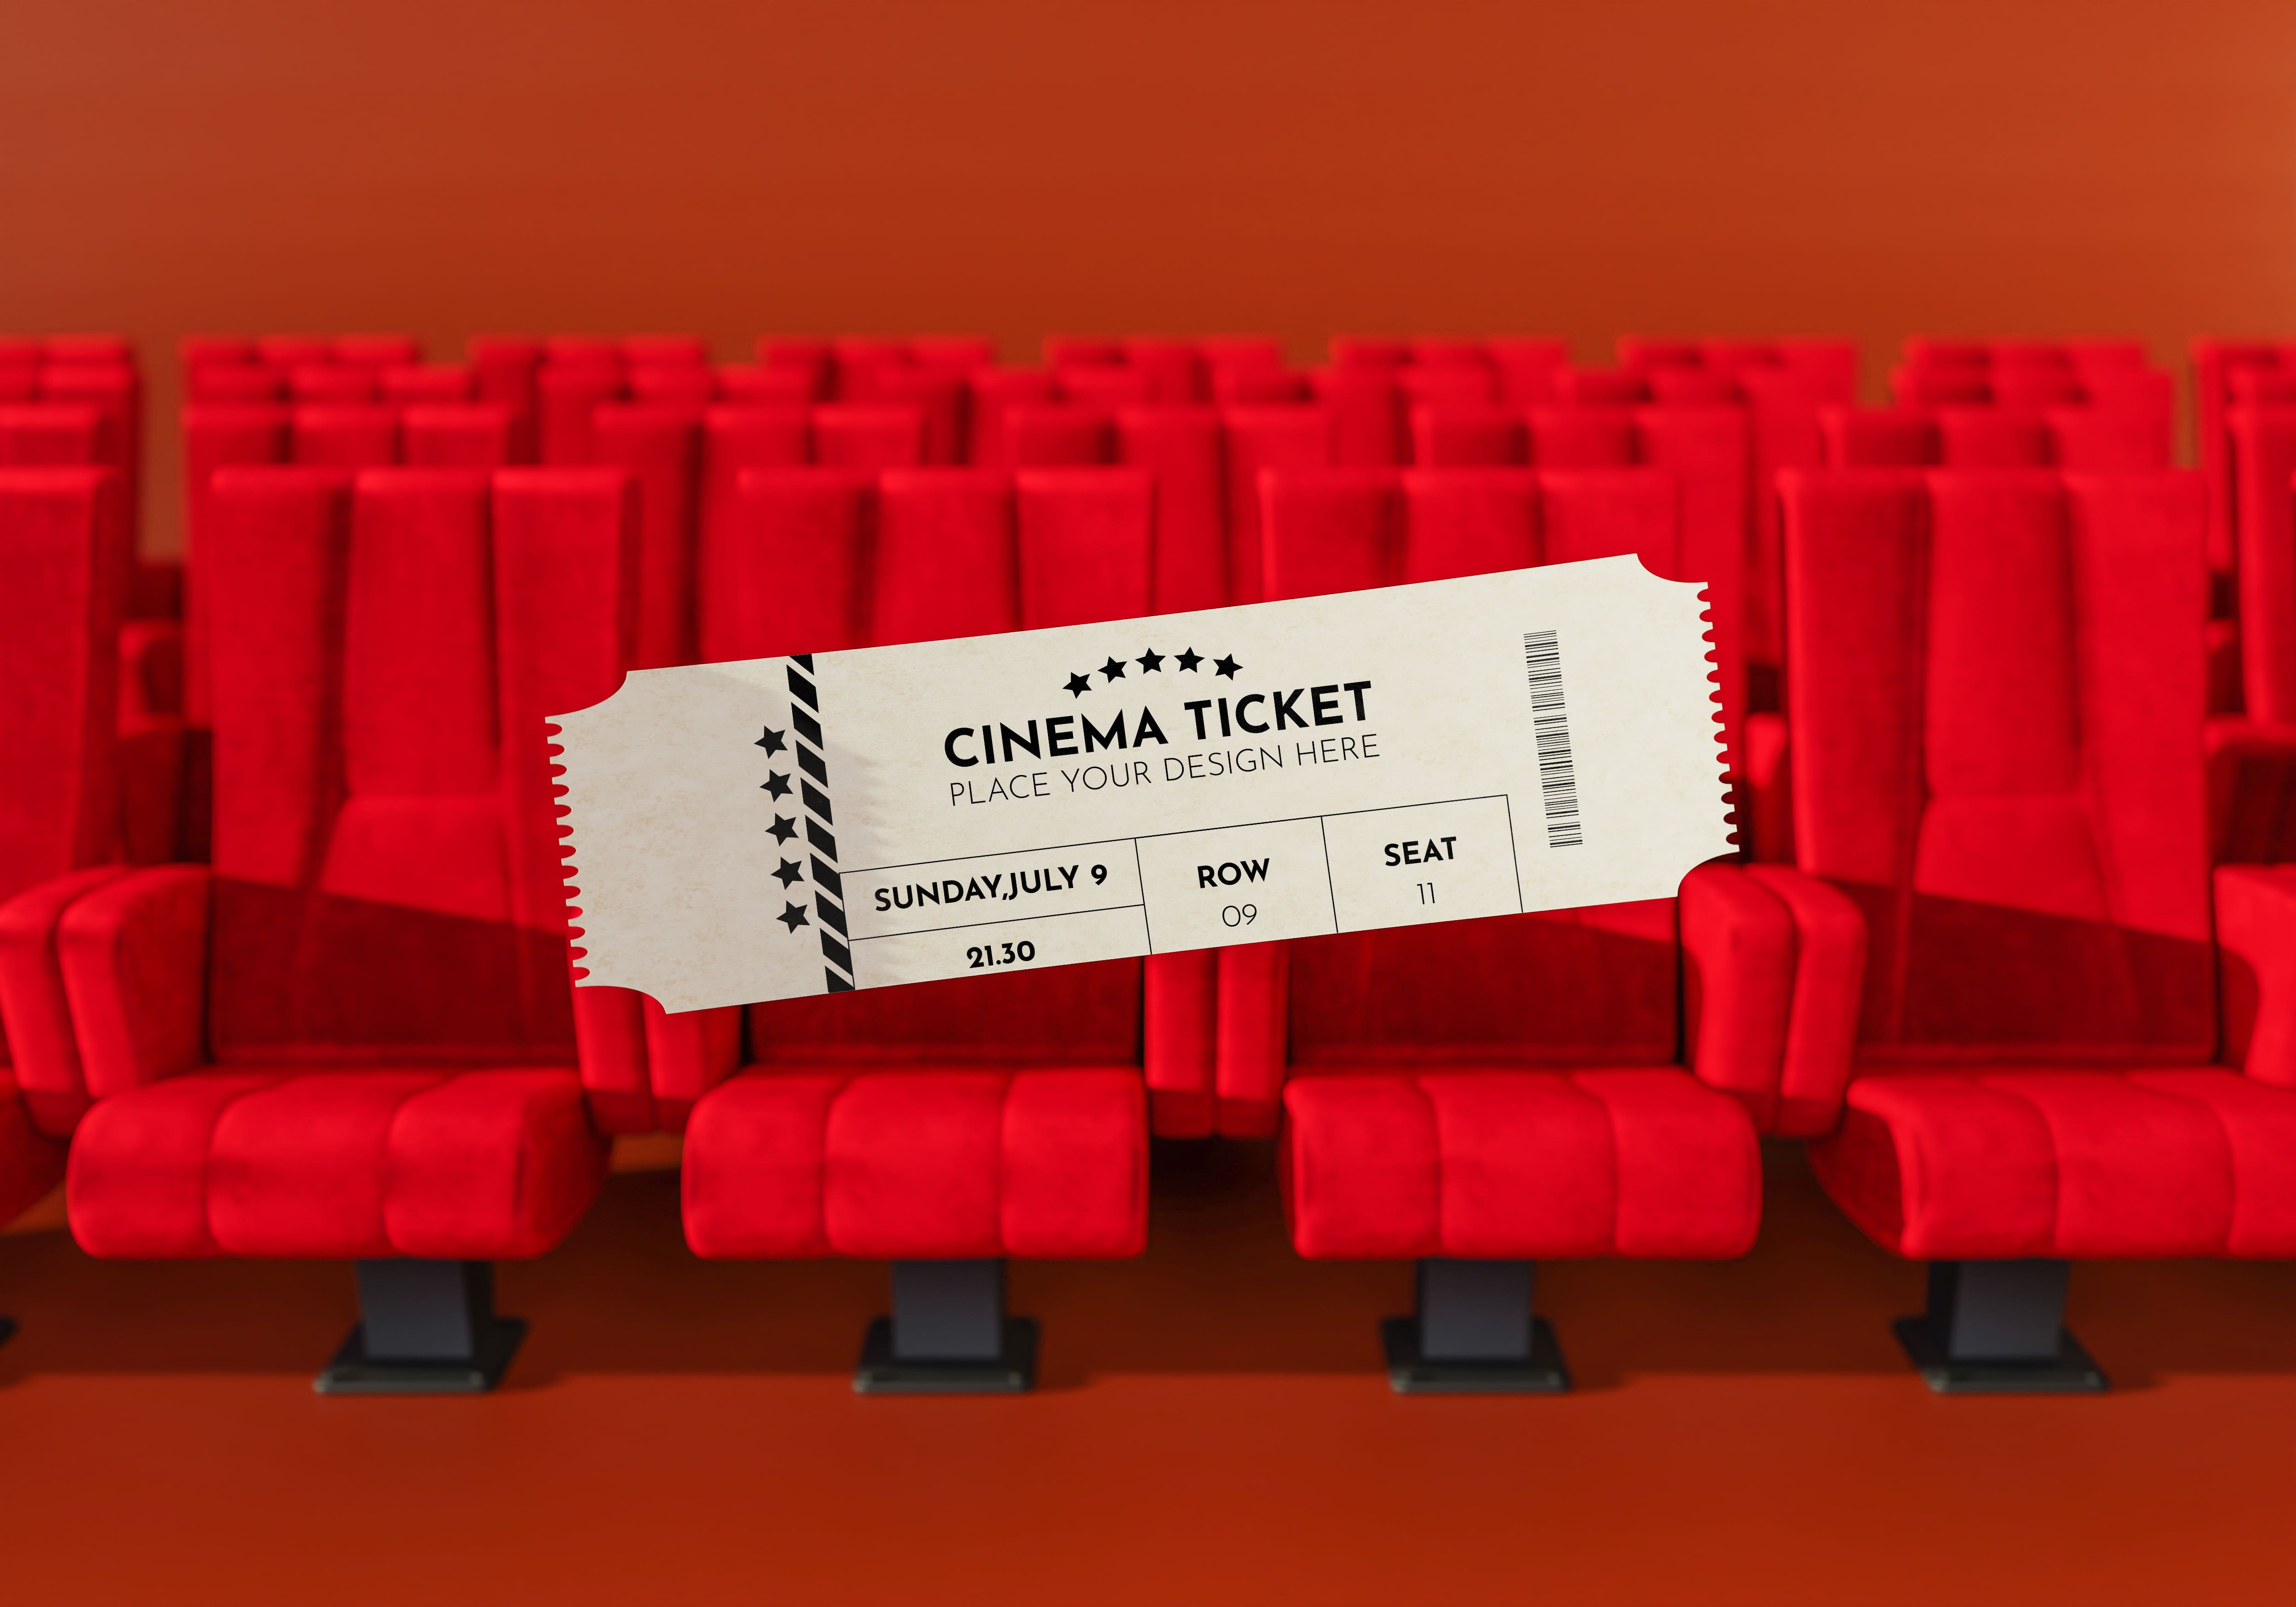 CINEMA TICKET
PLACE YOUR DESIGN HERE
SUNDAY,JULY 9
21.30
ROW
09
SEAT
11